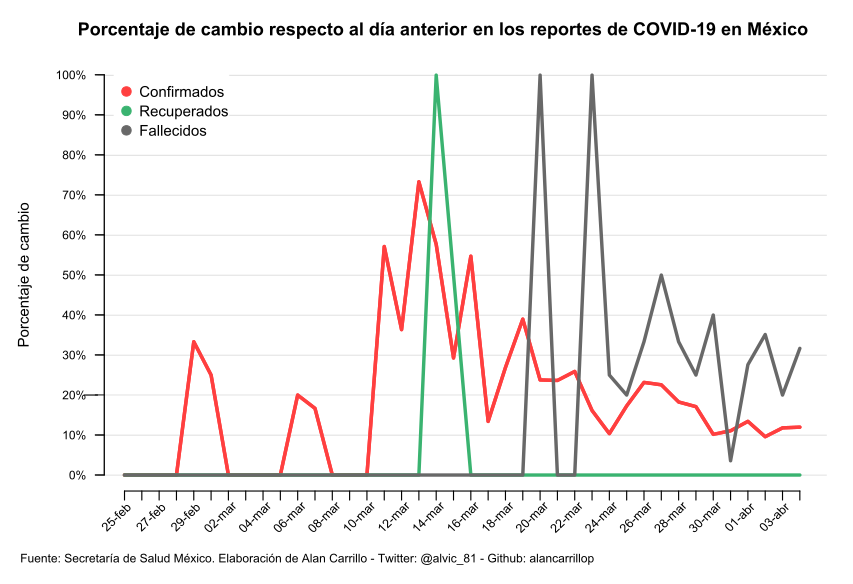 Porcentaje de cambio respecto al día anterior en los reportes de COVID-19 en México
100%
90%
80%
70%
60%
50%
40%
30%
20%
10%
0%
Porcentaje de cambio
Confirmados
Recuperados
Fallecidos
25-feb
27-feb
29-feb
02-mar
04-mar
06-mar
08-mar
10-mar
12-mar
14-mar
16-mar
18-mar
20-mar
22-mar
24-mar
26-mar
28-mar
30-mar
01-abr
03-abr
Fuente: Secretaría de Salud México. Elaboración de Alan Carrillo - Twitter: @alvic_81 - Github: alancarrillop